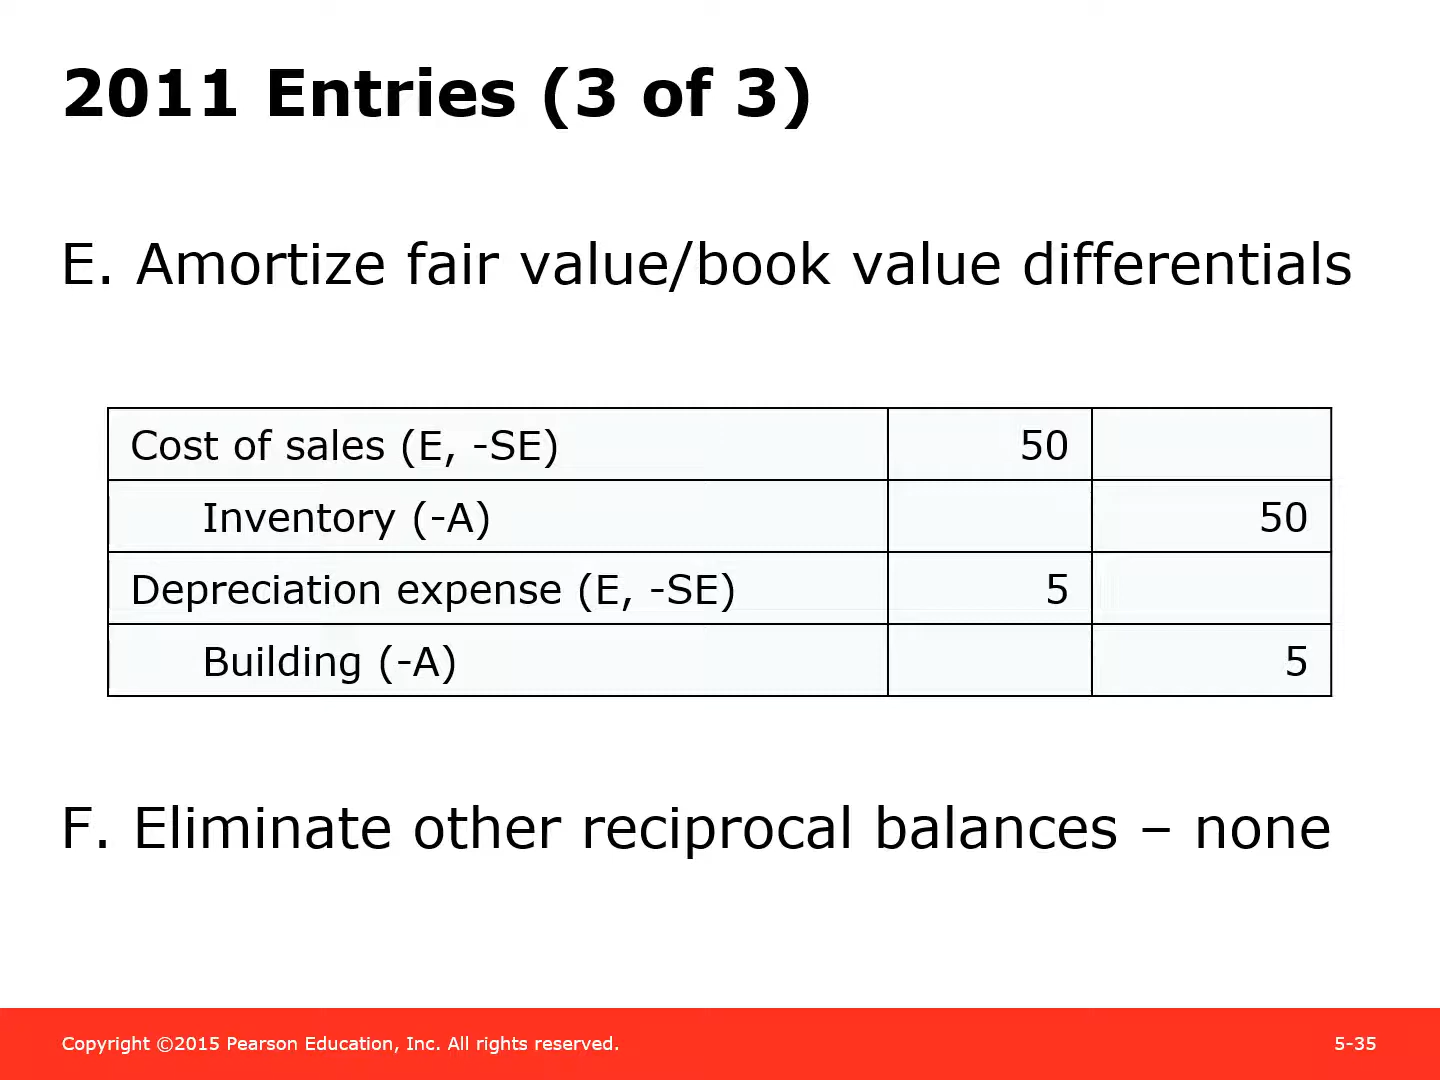 2011 Entries (3 of 3)
E. Amortize fair value/book value differentials
Cost of sales (E, -SE) 50
Inventory (-A) 50
Depreciation expense (E, -SE) 5
Building (-A) 5
F. Eliminate other reciprocal balances – none
Copyright ©2015 Pearson Education, Inc. All rights reserved. 5-35